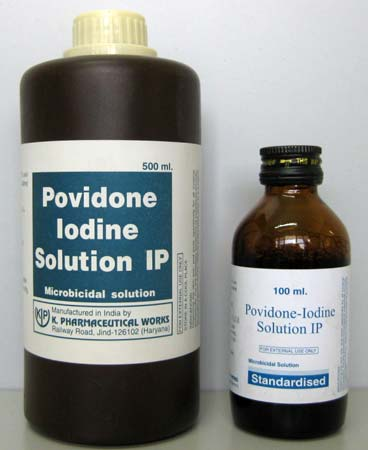 500 ml.
Povidone
Iodine
Solution IP
Microbicidal solution
KP
Manufactured in India by
K. PHARMACEUTICAL WORKS
Railway Road, Jind-126102 (Haryana)
FOR EXTERNAL USE ONLY
STORE IN A COOL PLACE
100 ml.
Povidone-Iodine
Solution IP
FOR EXTERNAL USE ONLY
Microbicidal Solution
Standardised